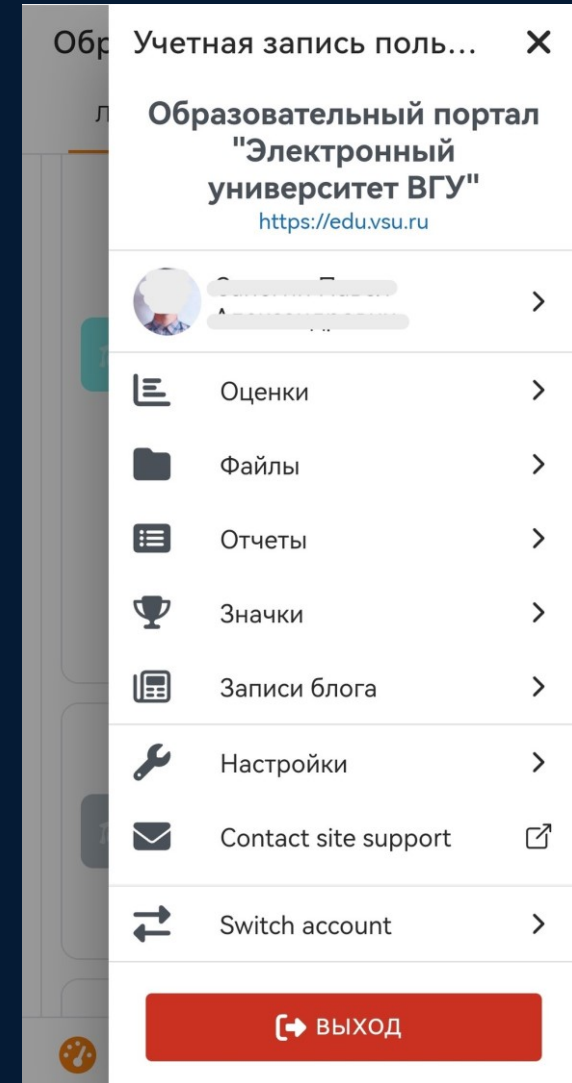 Обр
Учетная запись поль...
Л
Образовательный портал
"Электронный
университет ВГУ"
https://edu.vsu.ru
Оценки
Файлы
Отчеты
Значки
Записи блога
Настройки
Contact site support
Switch account
ВЫХОД